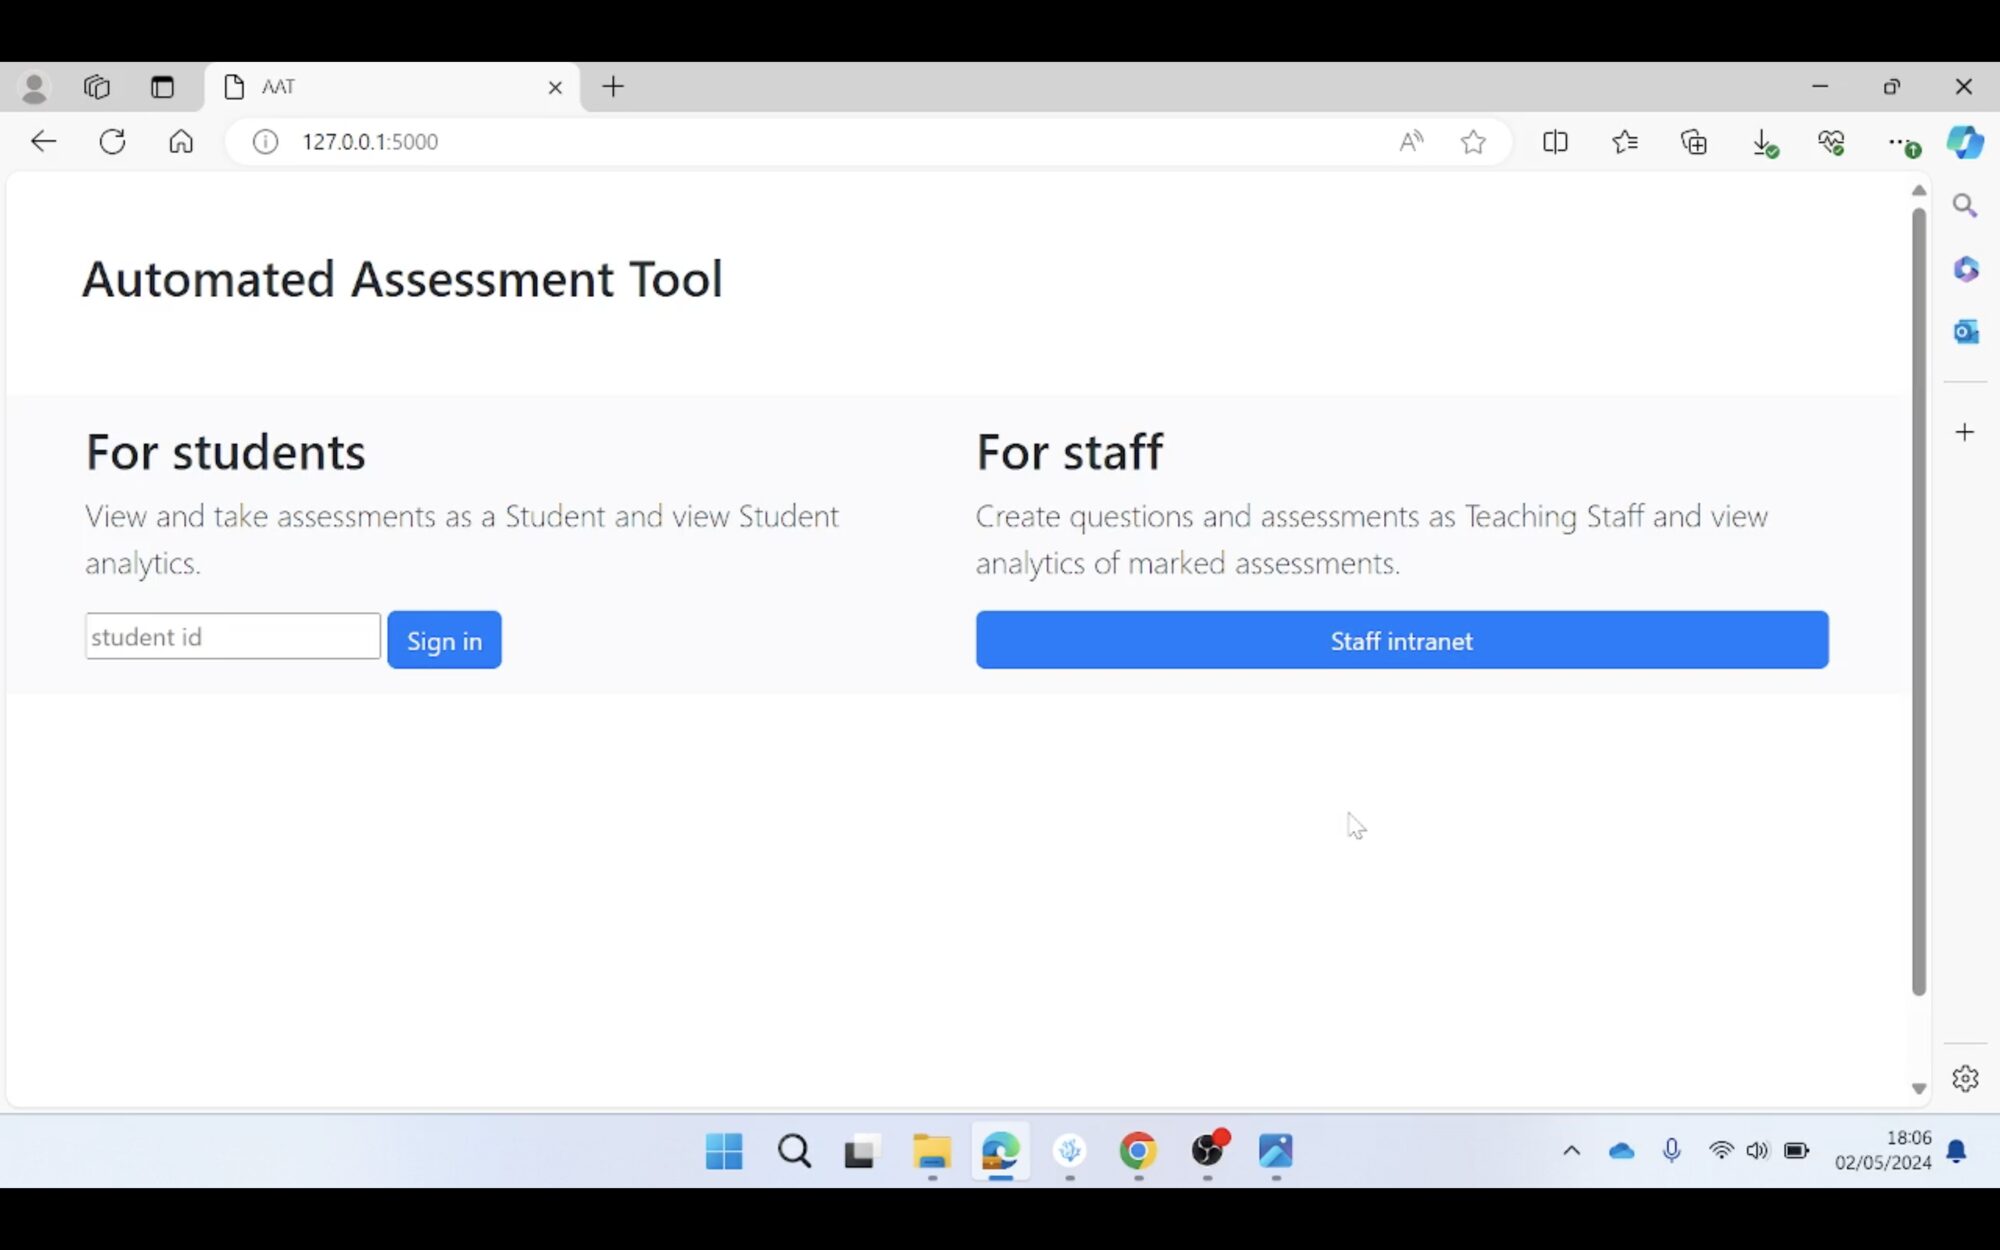 AAT
127.0.0.1:5000
Automated Assessment Tool
For students
View and take assessments as a Student and view Student
analytics.
student id
Sign in
For staff
Create questions and assessments as Teaching Staff and view
analytics of marked assessments.
Staff intranet
18:06
02/05/2024